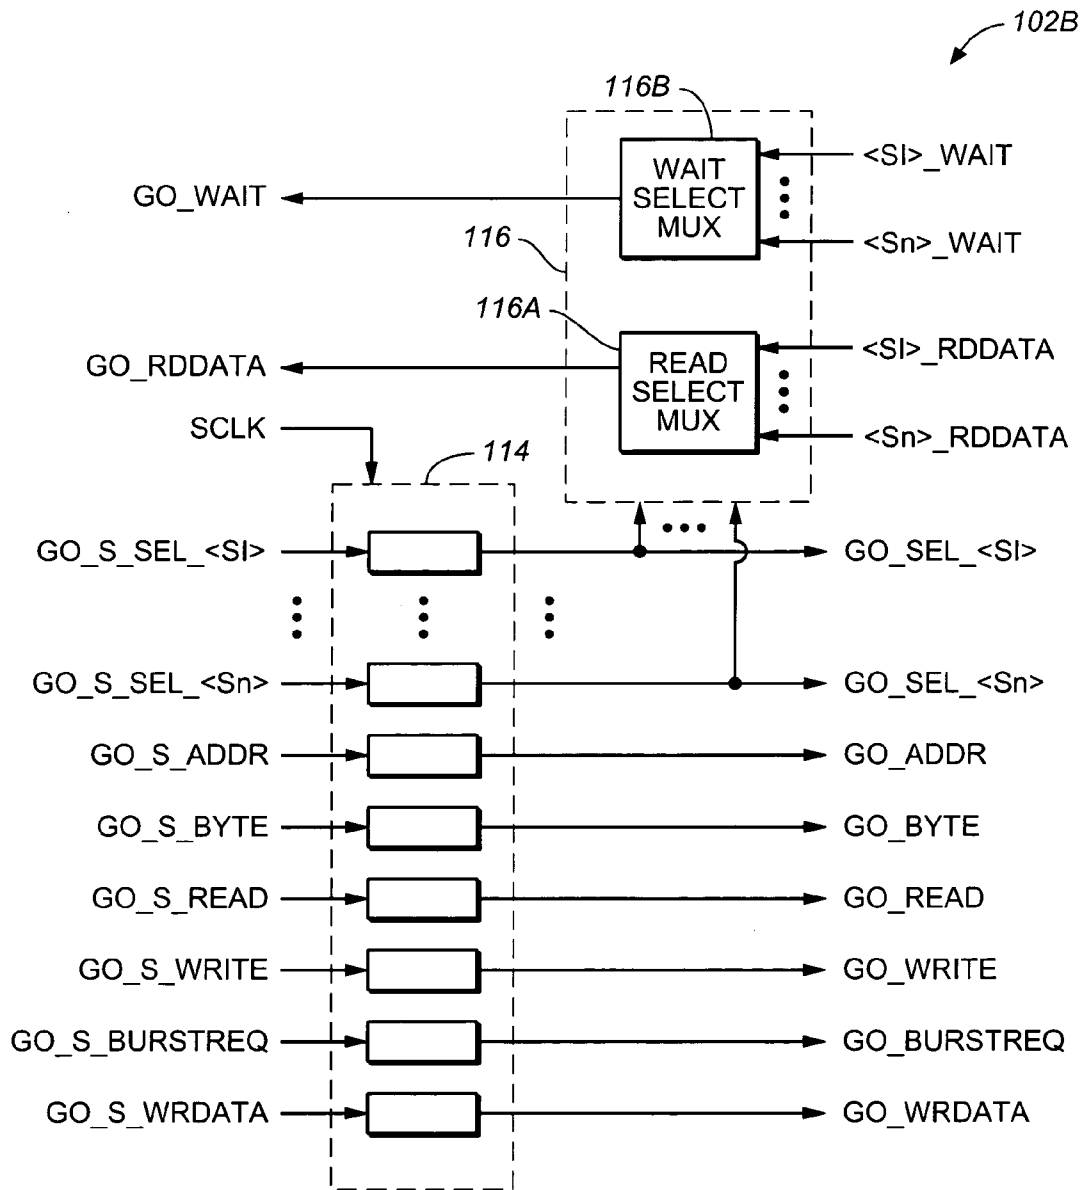 102B
116B
WAIT
SELECT
MUX
<SI>_WAIT
GO_WAIT
116
<Sn>_WAIT
116A
READ
SELECT
MUX
<SI>_RDDATA
GO_RDDATA
SCLK
<Sn>_RDDATA
114
GO_S_SEL_<SI>
GO_SEL_<SI>
GO_S_SEL_<Sn>
GO_SEL_<Sn>
GO_S_ADDR
GO_ADDR
GO_S_BYTE
GO_BYTE
GO_S_READ
GO_READ
GO_S_WRITE
GO_WRITE
GO_S_BURSTREQ
GO_BURSTREQ
GO_S_WRDATA
GO_WRDATA